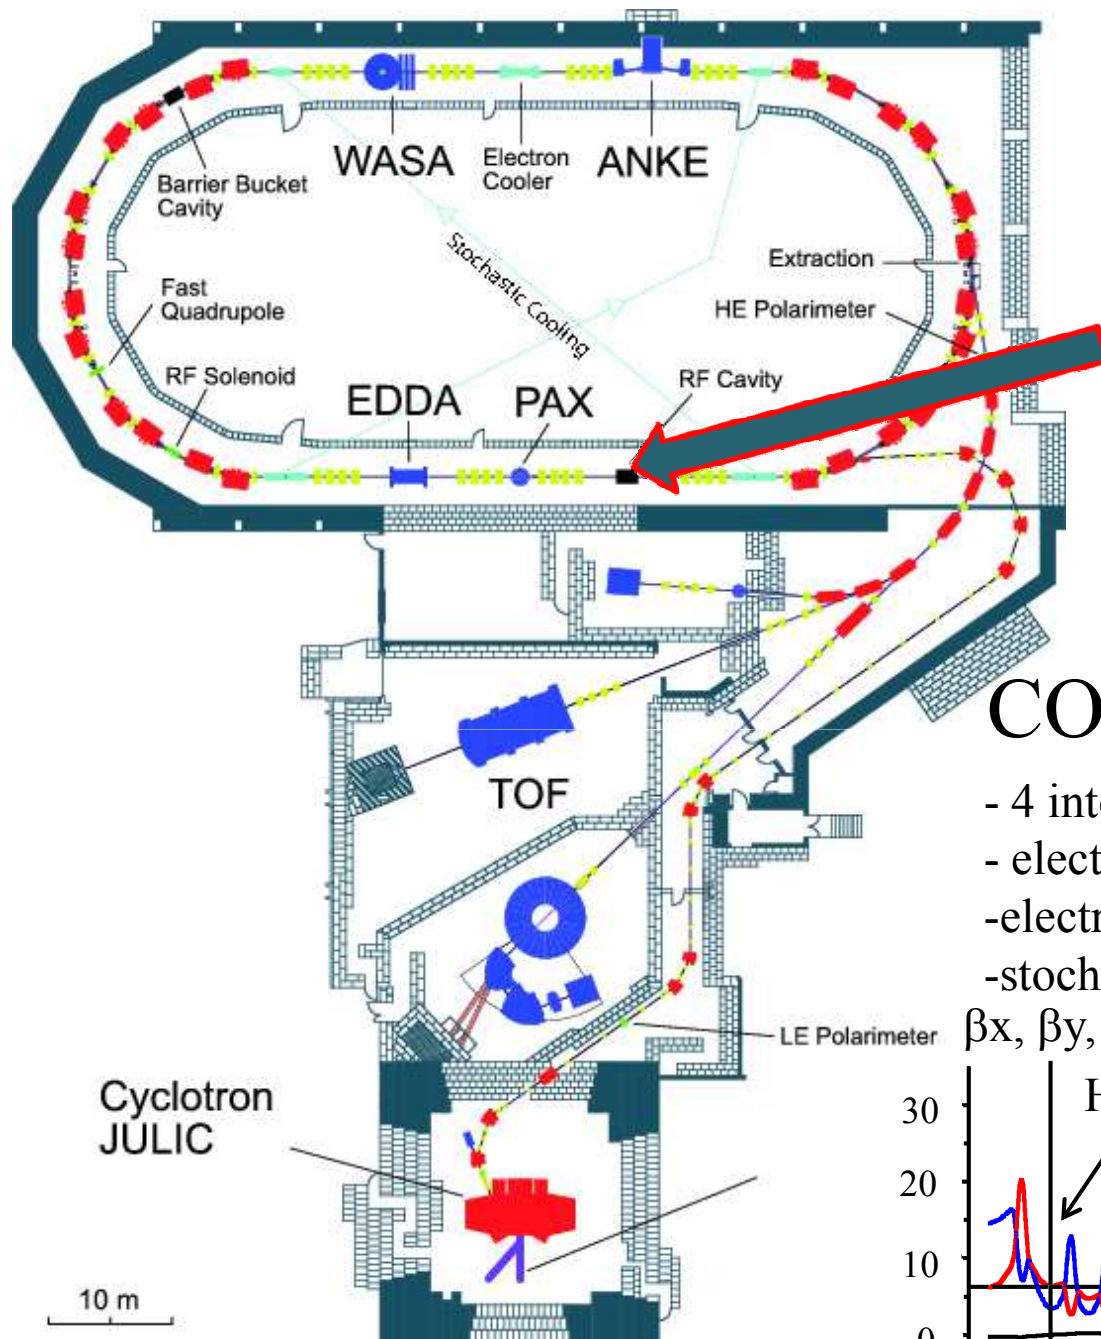 WASA
Electron
Cooler
ANKE
Barrier Bucket
Cavity
Stochastic Cooling
Extraction
Fast
Quadrupole
HE Polarimeter
RF Solenoid
EDDA
PAX
RF Cavity
TOF
CO
- 4 int
- elect
-electr
-stoch
LE Polarimeter
βx, βy,
Cyclotron
JULIC
H
30
20
10
0
10 m